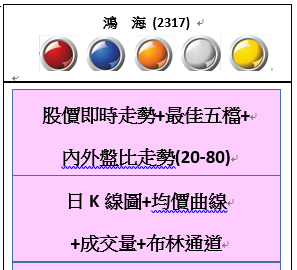 鴻 海 (2317)
股價即時走勢+最佳五檔+
內外盤比走勢(20-80)
日 K 線圖+均價曲線
+成交量+布林通道